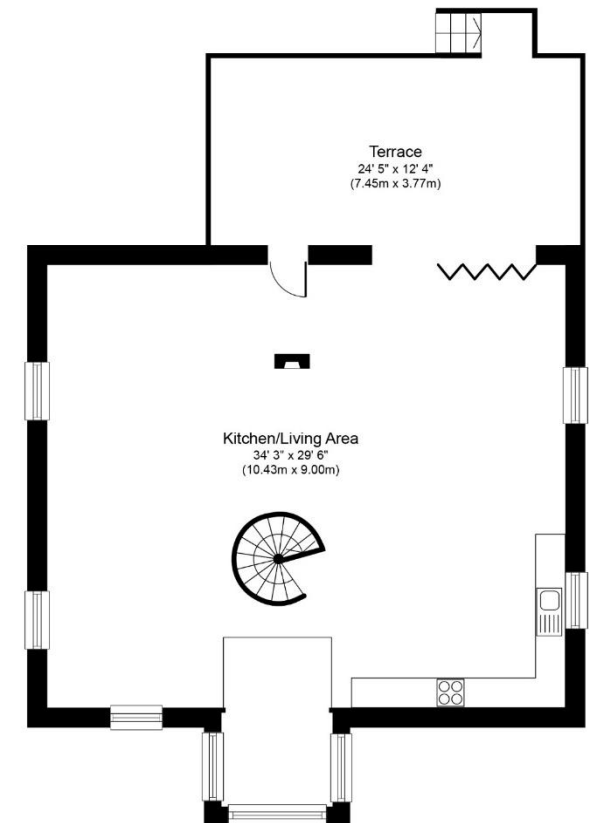 Terrace
24' 5" x 12' 4"
(7.45m x 3.77m)
Kitchen/Living Area
34' 3" x 29' 6"
(10.43m x 9.00m)